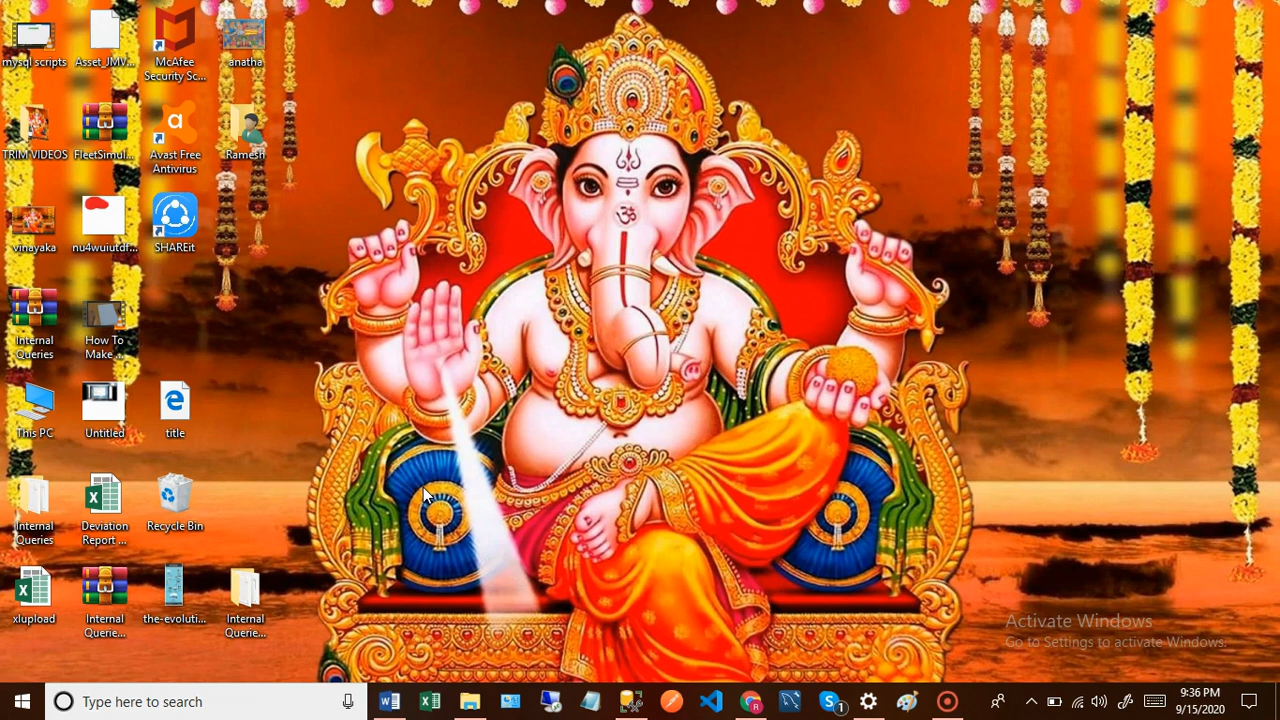 mysql scripts
Asset_JMV...
McAfee
Security Sc...
anatha
TRIM VIDEOS
FleetSimul...
Avast Free
Antivirus
Ramesh
vinayaka
nu4wuiutdf...
SHAREit
Internal
Queries
How To
Make ...
This PC
Untitled
title
Internal
Queries
Deviation
Report ...
Recycle Bin
xlupload
Internal
Querie...
the-evoluti...
Internal
Querie...
ॐ
Activate Windows
Go to Settings to activate Windows.
Type here to search
1
9:36 PM
9/15/2020